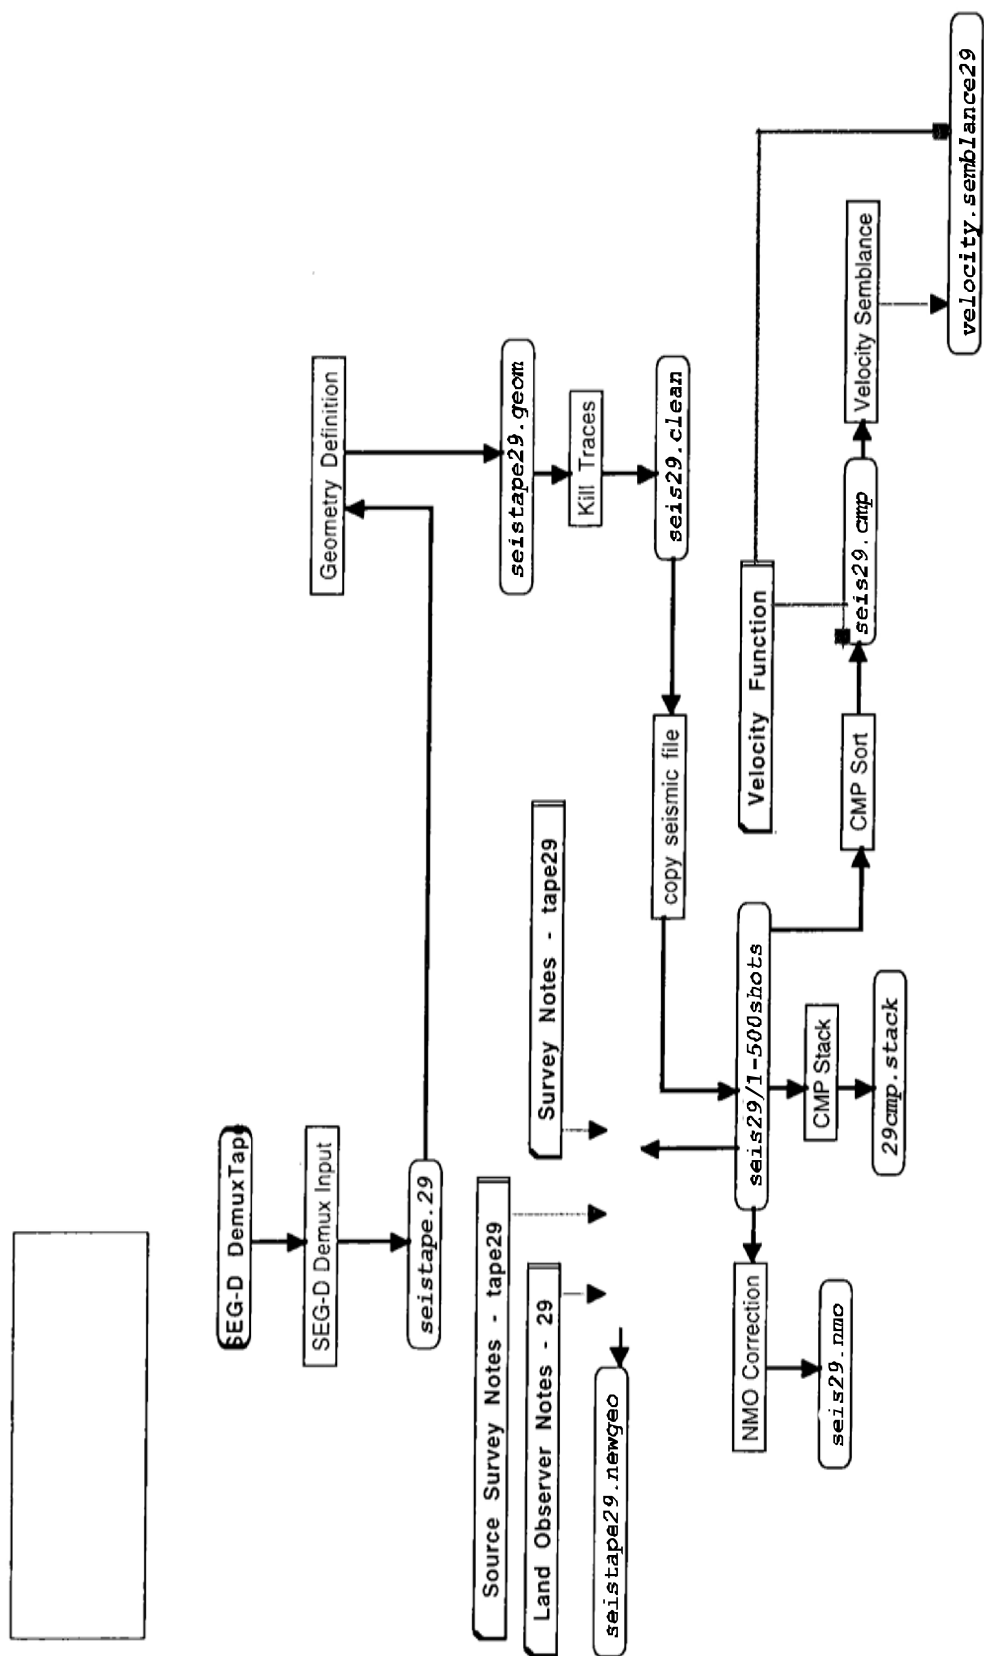 SEG-D DemuxTape
SEG-D Demux Input
seistape.29
Geometry Definition
seistape29.geom
Kill Traces
seis29.clean
Source Survey Notes - tape29
Land Observer Notes - 29
Survey Notes - tape29
seistape29.newgeo
copy seismic file
seis29/1-500shots
Velocity Function
NMO Correction
seis29.nmo
CMP Stack
29cmp.stack
CMP Sort
seis29.cmp
Velocity Semblance
velocity.semblance29